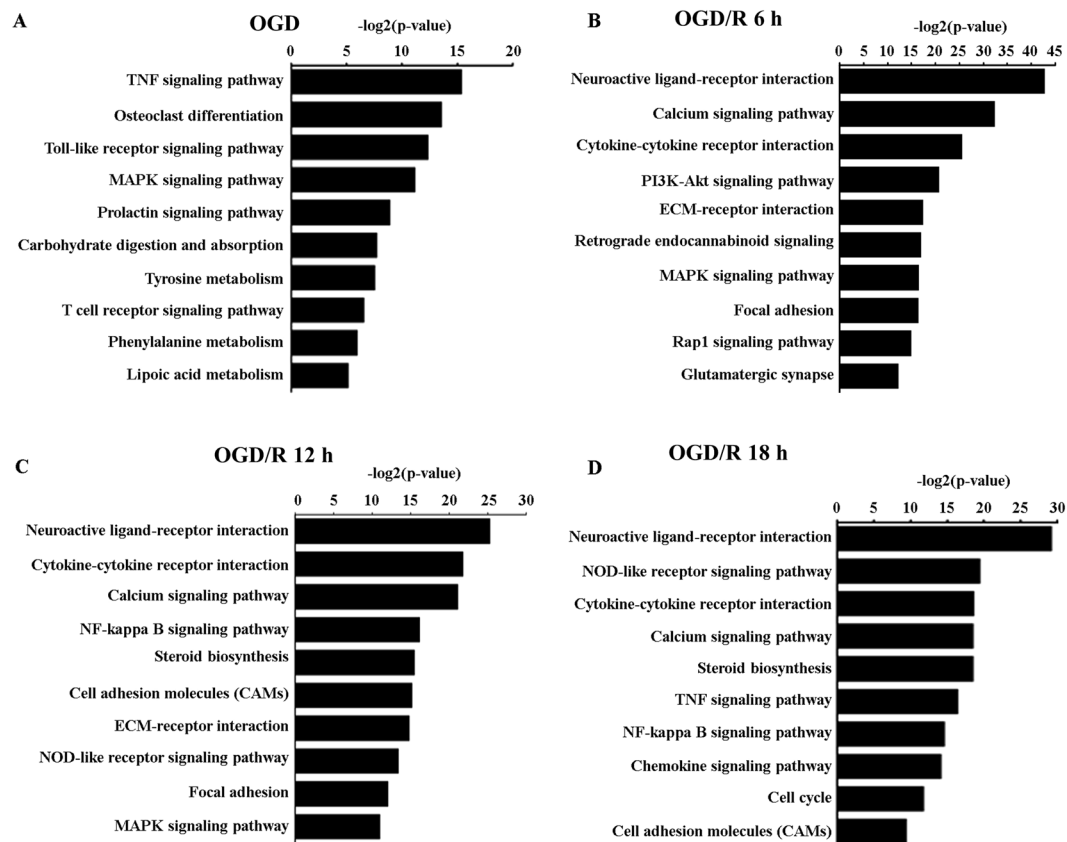 A
OGD
-log2(p-value)
0 5 10 15 20
TNF signaling pathway
Osteoclast differentiation
Toll-like receptor signaling pathway
MAPK signaling pathway
Prolactin signaling pathway
Carbohydrate digestion and absorption
Tyrosine metabolism
T cell receptor signaling pathway
Phenylalanine metabolism
Lipoic acid metabolism
B
OGD/R 6 h
-log2(p-value)
0 5 10 15 20 25 30 35 40 45
Neuroactive ligand-receptor interaction
Calcium signaling pathway
Cytokine-cytokine receptor interaction
PI3K-Akt signaling pathway
ECM-receptor interaction
Retrograde endocannabinoid signaling
MAPK signaling pathway
Focal adhesion
Rap1 signaling pathway
Glutamatergic synapse
C
OGD/R 12 h
-log2(p-value)
0 5 10 15 20 25 30
Neuroactive ligand-receptor interaction
Cytokine-cytokine receptor interaction
Calcium signaling pathway
NF-kappa B signaling pathway
Steroid biosynthesis
Cell adhesion molecules (CAMs)
ECM-receptor interaction
NOD-like receptor signaling pathway
Focal adhesion
MAPK signaling pathway
D
OGD/R 18 h
-log2(p-value)
0 5 10 15 20 25 30
Neuroactive ligand-receptor interaction
NOD-like receptor signaling pathway
Cytokine-cytokine receptor interaction
Calcium signaling pathway
Steroid biosynthesis
TNF signaling pathway
NF-kappa B signaling pathway
Chemokine signaling pathway
Cell cycle
Cell adhesion molecules (CAMs)